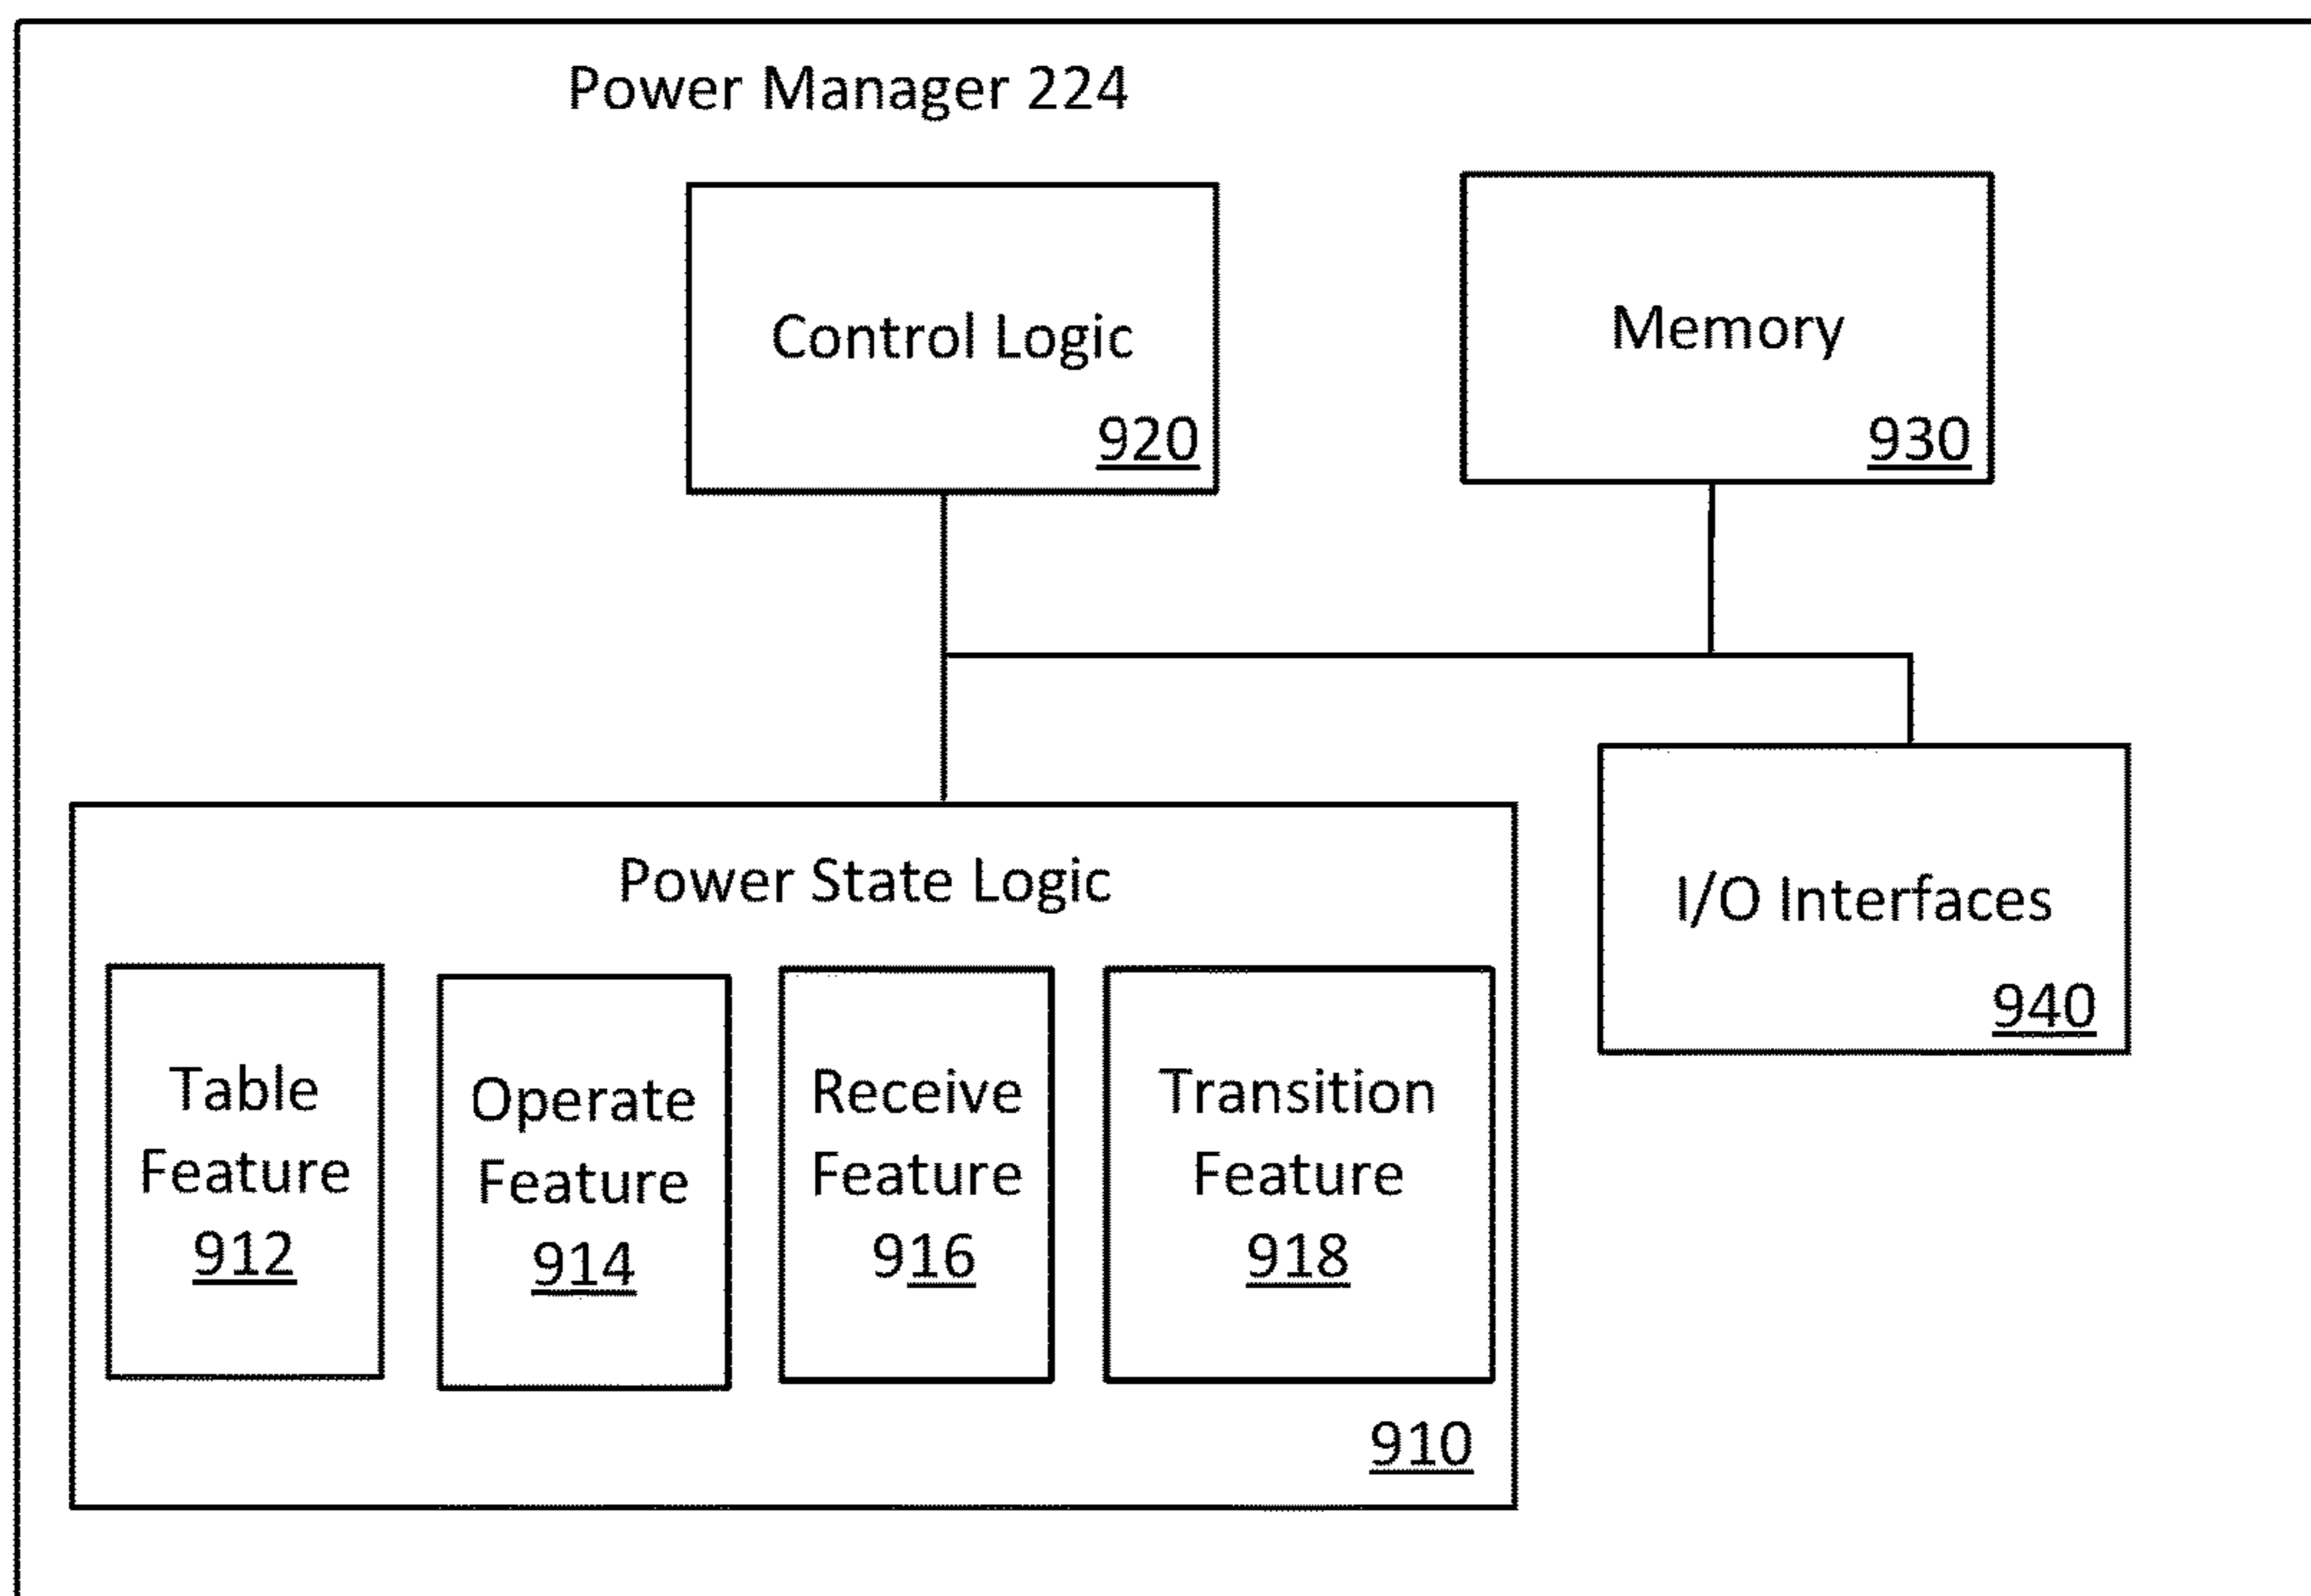 Power Manager 224
Control Logic
920
Memory
930
Power State Logic
Table
Feature
912
Operate
Feature
914
Receive
Feature
916
Transition
Feature
918
910
I/O Interfaces
940